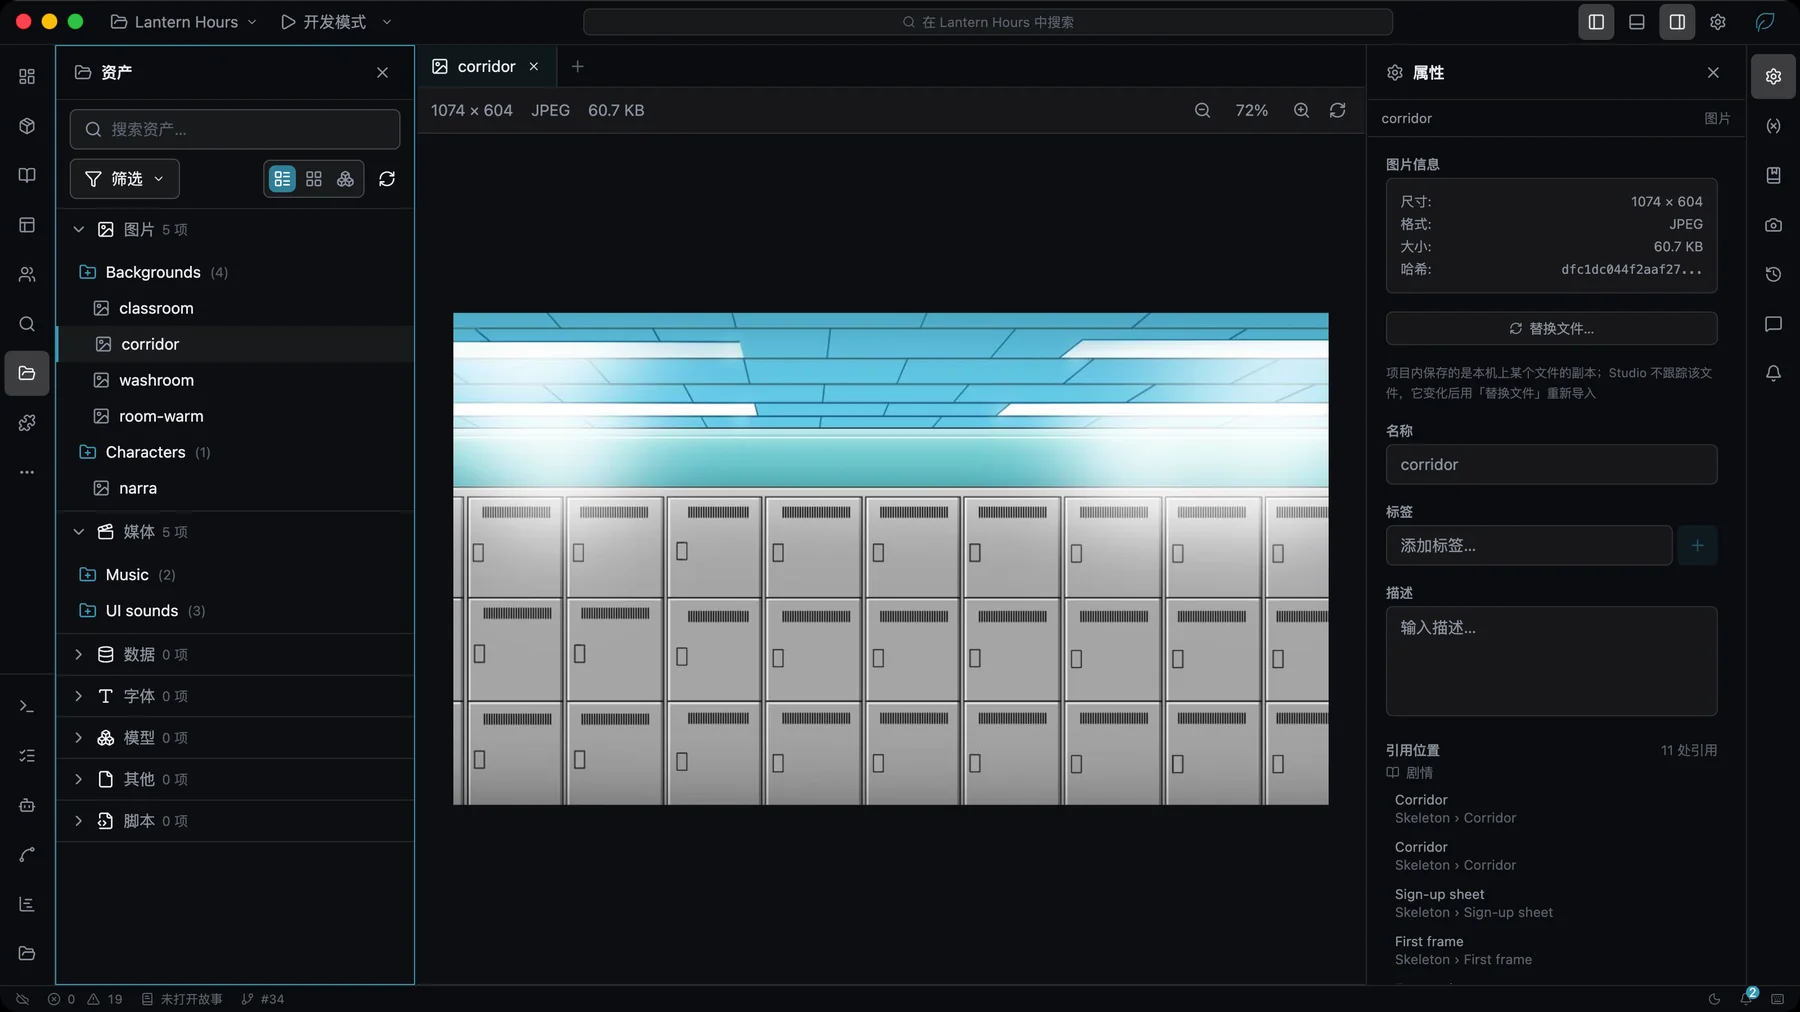 Lantern Hours
开发模式
在 Lantern Hours 中搜索
资产
搜索资产...
筛选
图片 5 项
Backgrounds (4)
classroom
corridor
washroom
room-warm
Characters (1)
narra
媒体 5 项
Music (2)
UI sounds (3)
数据 0 项
字体 0 项
模型 0 项
其他 0 项
脚本 0 项
corridor
1074 × 604 JPEG 60.7 KB
72%
属性
corridor 图片
图片信息
尺寸: 1074 × 604
格式: JPEG
大小: 60.7 KB
哈希: dfc1dc044f2aaf27...
替换文件...
项目内保存的是本机上某个文件的副本；Studio 不跟踪该文
件，它变化后用「替换文件」重新导入
名称
corridor
标签
添加标签...
描述
输入描述...
引用位置 11 处引用
剧情
Corridor
Skeleton › Corridor
Corridor
Skeleton › Corridor
Sign-up sheet
Skeleton › Sign-up sheet
First frame
Skeleton › First frame
0 19 未打开故事 #34
2